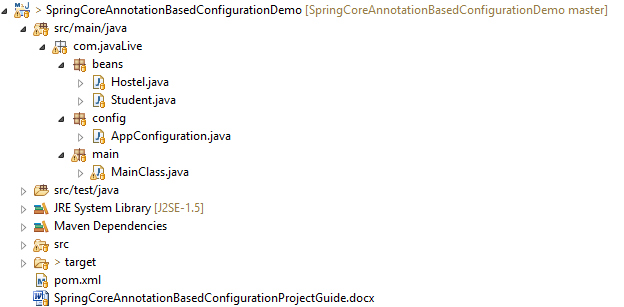 > SpringCoreAnnotationBasedConfigurationDemo [SpringCoreAnnotationBasedConfigurationDemo master]
src/main/java
com.javaLive
beans
Hostel.java
Student.java
config
AppConfiguration.java
main
MainClass.java
src/test/java
JRE System Library [J2SE-1.5]
Maven Dependencies
src
> target
pom.xml
SpringCoreAnnotationBasedConfigurationProjectGuide.docx